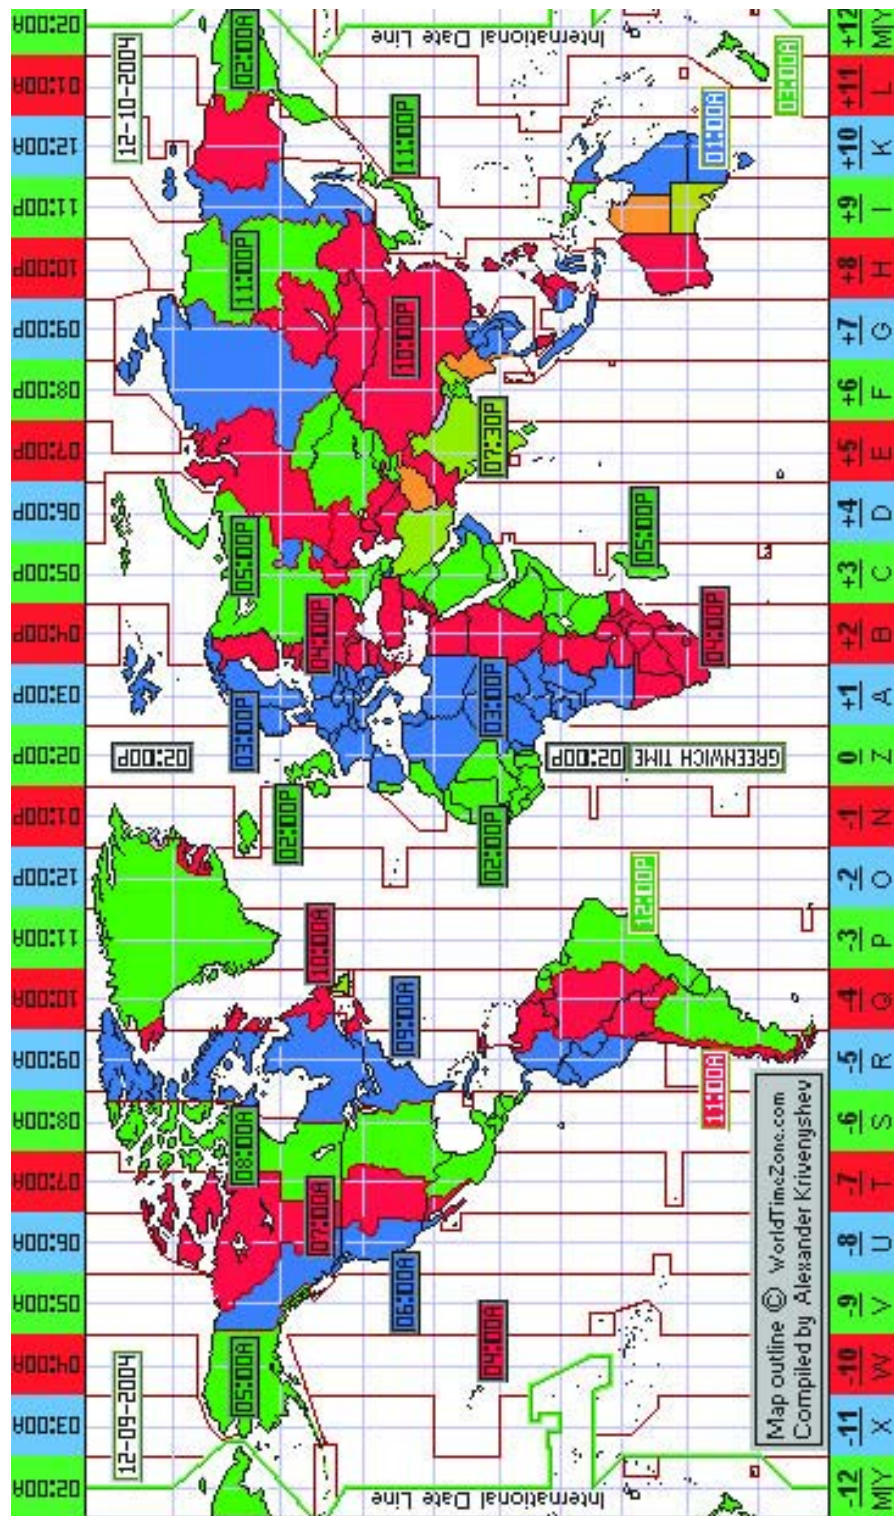 02:00A 03:00A 04:00A 05:00A 06:00A 07:00A 08:00A 09:00A 10:00A 11:00A 12:00P 01:00P 02:00P 03:00P 04:00P 05:00P 06:00P 07:00P 08:00P 09:00P 10:00P 11:00P 12:00A 01:00A 02:00A
12-09-2004 02:00P 12-10-2004
05:00A 08:00A 03:00P 05:00P 11:00P 02:00A
02:00P
07:00A 10:00A 04:00P
06:00A 09:00A 10:00P 11:00P
04:00A 02:00P 03:00P 07:30P
International Date Line
02:00P
International Date Line
12:00P 05:00P
GREENWICH TIME
11:00A 04:00P 01:00A
03:00A
Map outline © WorldTimeZone.com
Compiled by Alexander Krivenyshev
-12 -11 -10 -9 -8 -7 -6 -5 -4 -3 -2 -1 0 +1 +2 +3 +4 +5 +6 +7 +8 +9 +10 +11 +12
M|Y X W V U T S R Q P O N Z A B C D E F G H I K L M|Y